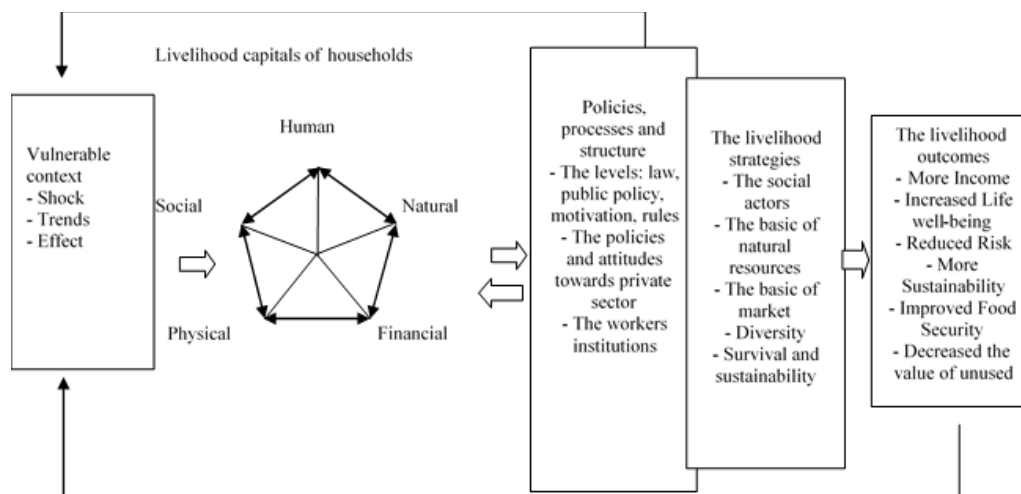 Livelihood capitals of households
Vulnerable
context
- Shock
- Trends
- Effect
Human
Social
Natural
Physical
Financial
Policies,
processes and
structure
- The levels: law,
public policy,
motivation, rules
- The policies
and attitudes
towards private
sector
- The workers
institutions
The livelihood
strategies
- The social
actors
- The basic of
natural
resources
- The basic of
market
- Diversity
- Survival and
sustainability
The livelihood
outcomes
- More Income
- Increased Life
well-being
- Reduced Risk
- More
Sustainability
- Improved Food
Security
- Decreased the
value of unused